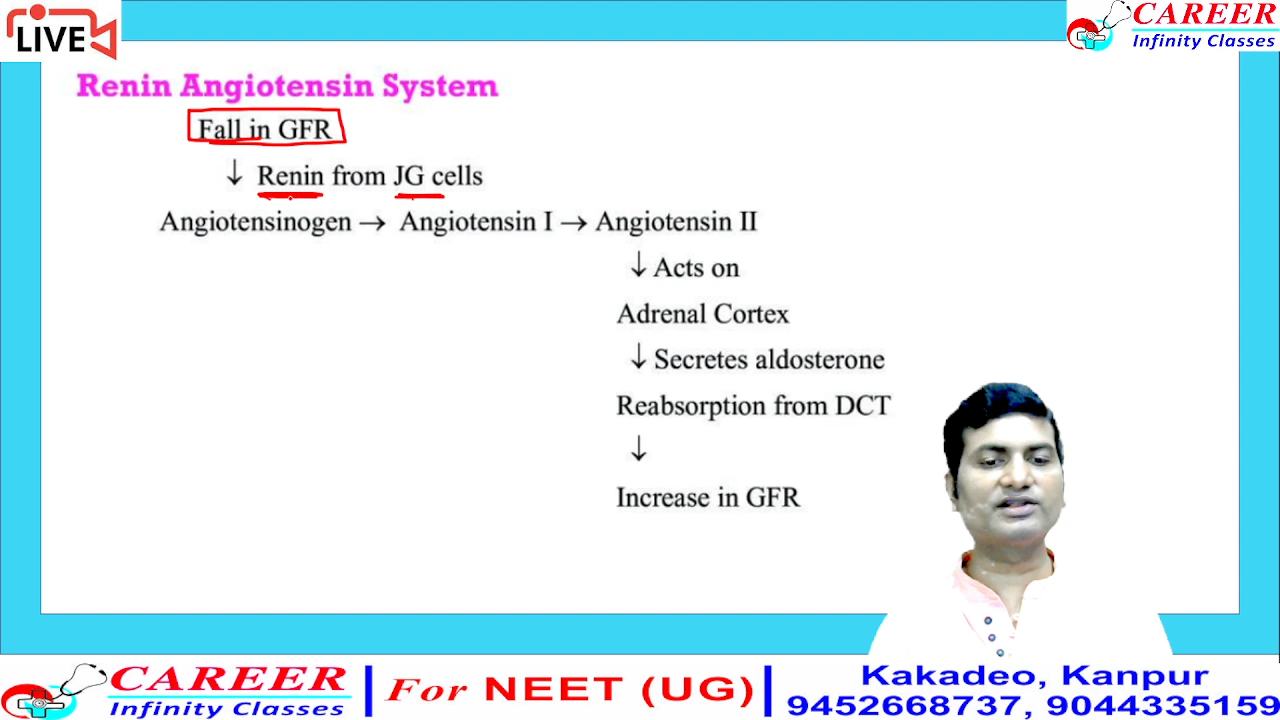 LIVE
CAREER
Infinity Classes
Renin Angiotensin System
Fall in GFR
↓ Renin from JG cells
Angiotensinogen → Angiotensin I → Angiotensin II
↓ Acts on
Adrenal Cortex
↓ Secretes aldosterone
Reabsorption from DCT
↓
Increase in GFR
CAREER
Infinity Classes
For NEET (UG)
Kakadeo, Kanpur
9452668737, 9044335159